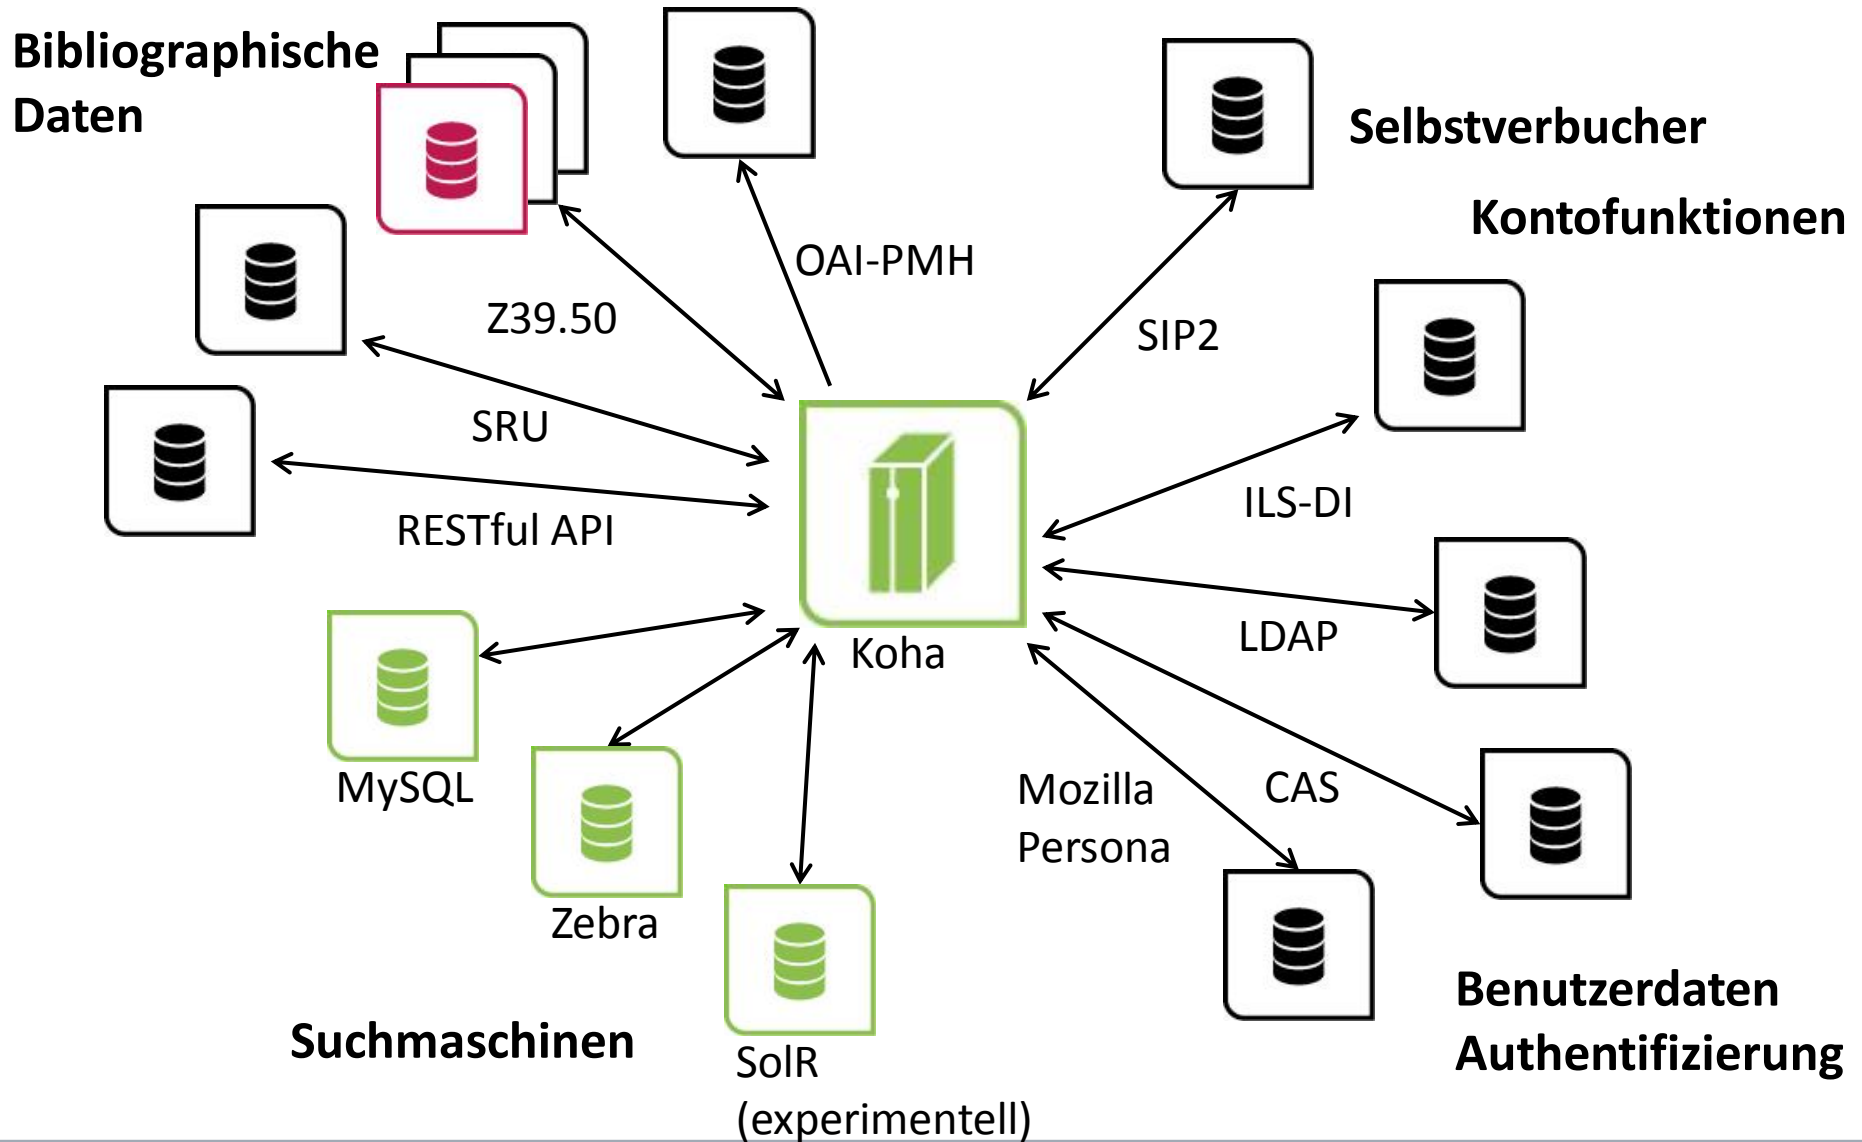 Bibliographische
Daten
Selbstverbucher
Kontofunktionen
OAI-PMH
Z39.50
SIP2
SRU
ILS-DI
RESTful API
LDAP
Koha
MySQL
Mozilla
Persona
CAS
Zebra
Suchmaschinen
SolR
(experimentell)
Benutzerdaten
Authentifizierung